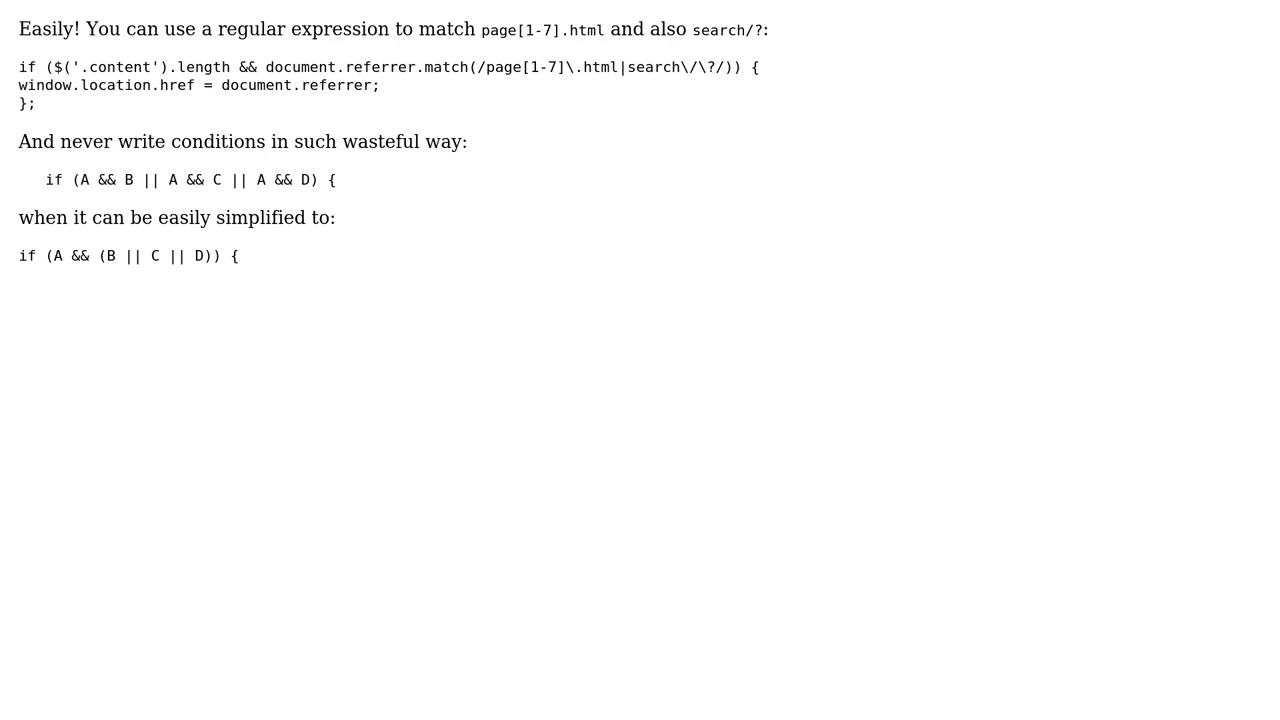 Easily! You can use a regular expression to match page[1-7].html and also search/?:
if ($('.content').length && document.referrer.match(/page[1-7]\.html|search\/\?/)) {
window.location.href = document.referrer;
};
And never write conditions in such wasteful way:
if (A && B || A && C || A && D) {
when it can be easily simplified to:
if (A && (B || C || D)) {